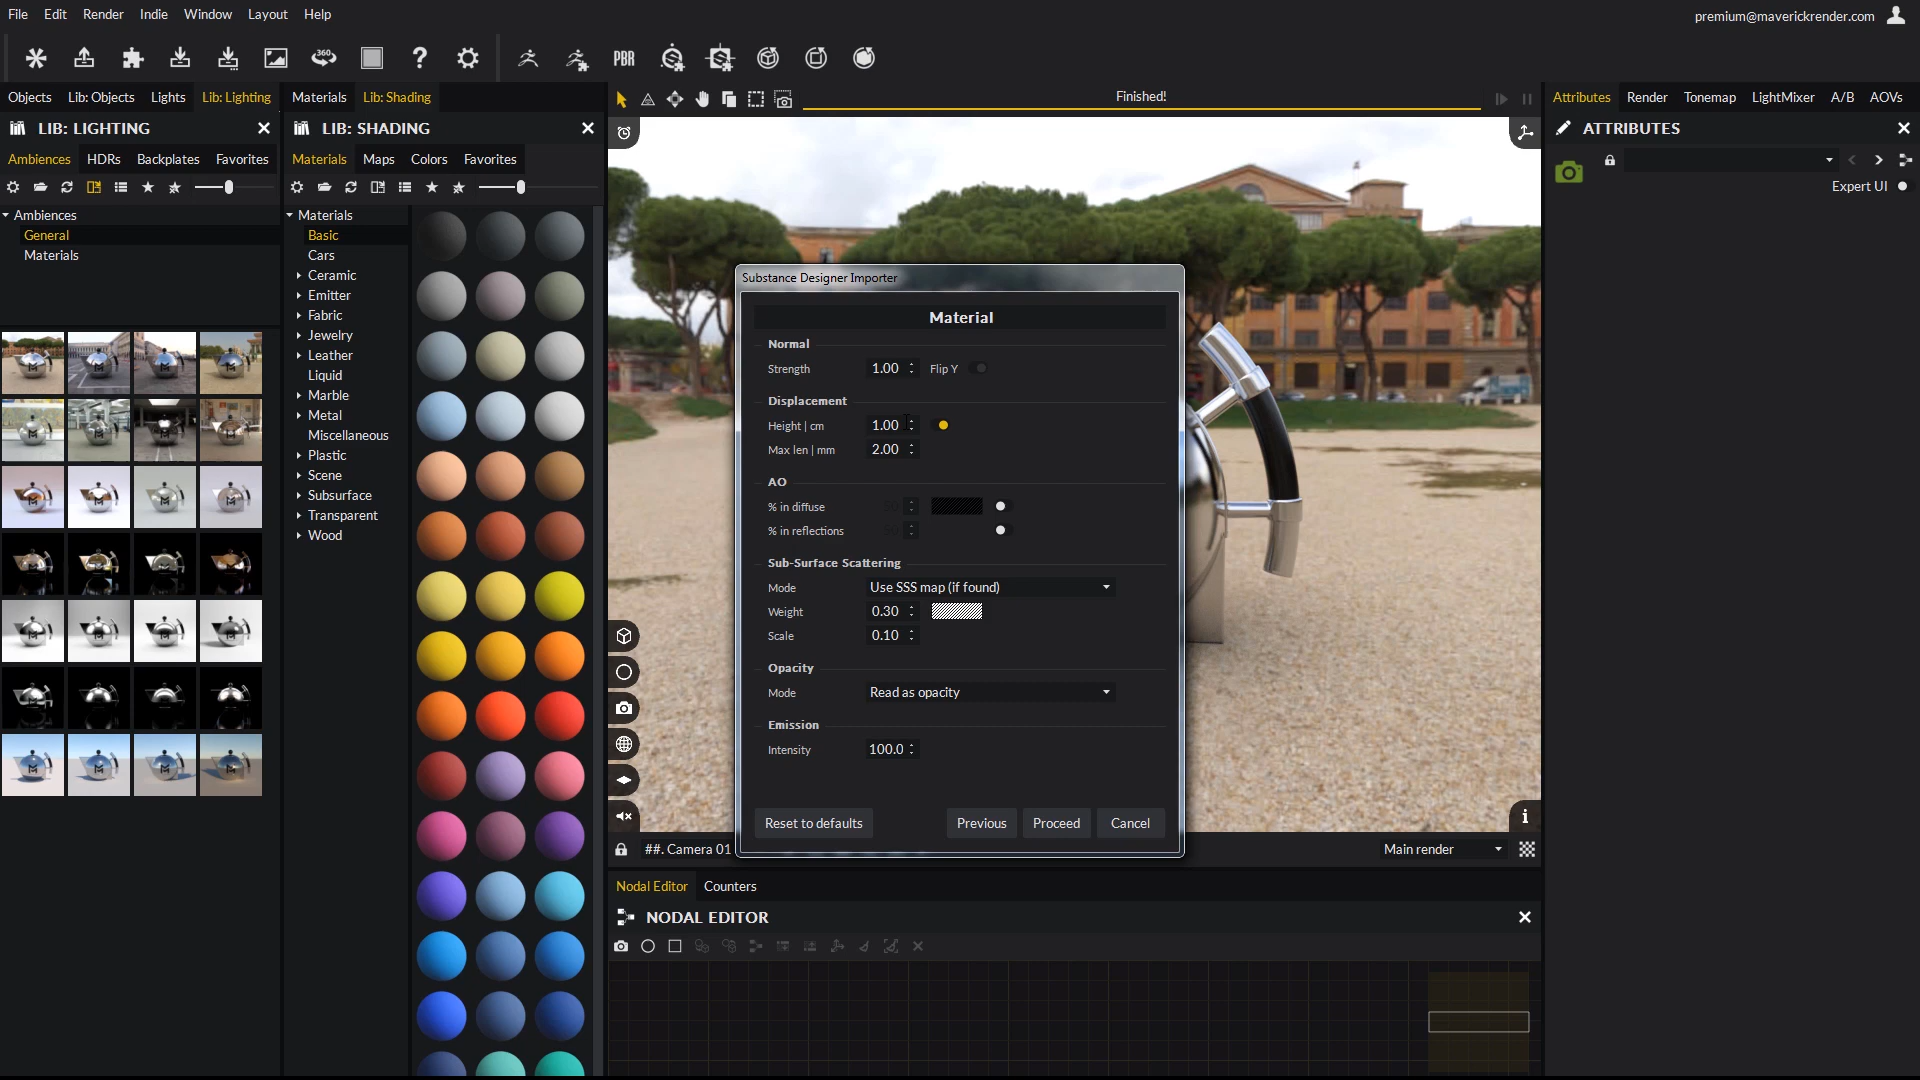 File Edit Render Indie Window Layout Help
premium@maverickrender.com
360° PBR
Objects Lib: Objects Lights Lib: Lighting
Materials Lib: Shading
Finished!
Attributes Render Tonemap LightMixer A/B AOVs
LIB: LIGHTING
LIB: SHADING
ATTRIBUTES
Ambiences HDRs Backplates Favorites
Materials Maps Colors Favorites
Expert UI
Ambiences
General
Materials
Materials
Basic
Cars
Ceramic
Emitter
Fabric
Jewelry
Leather
Liquid
Marble
Metal
Miscellaneous
Plastic
Scene
Subsurface
Transparent
Wood
Substance Designer Importer
Material
Normal
Strength 1.00 Flip Y
Displacement
Height | cm 1.00
Max len | mm 2.00
AO
% in diffuse
% in reflections
Sub-Surface Scattering
Mode Use SSS map (if found)
Weight 0.30
Scale 0.10
Opacity
Mode Read as opacity
Emission
Intensity 100.0
Reset to defaults Previous Proceed Cancel
##. Camera 01
Main render
Nodal Editor Counters
NODAL EDITOR